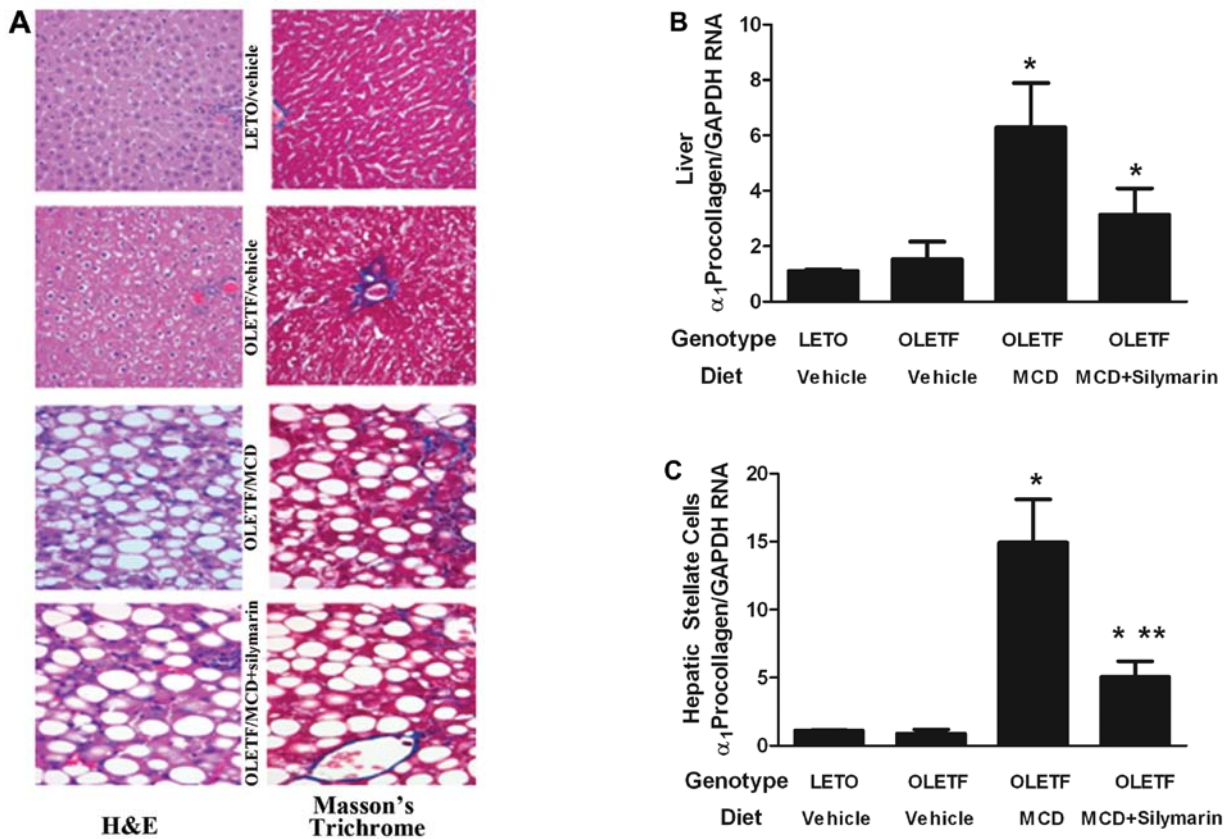 A
LETO/vehicle
OLETF/vehicle
OLETF/MCD
OLETF/MCD+silymarin
H&E
Masson's
Trichrome
B
Liver
α1Procollagen/GAPDH RNA
10
8
6
4
2
0
*
*
Genotype LETO OLETF OLETF OLETF
Diet Vehicle Vehicle MCD MCD+Silymarin
C
Hepatic Stellate Cells
α1Procollagen/GAPDH RNA
20
15
10
5
0
*
* **
Genotype LETO OLETF OLETF OLETF
Diet Vehicle Vehicle MCD MCD+Silymarin